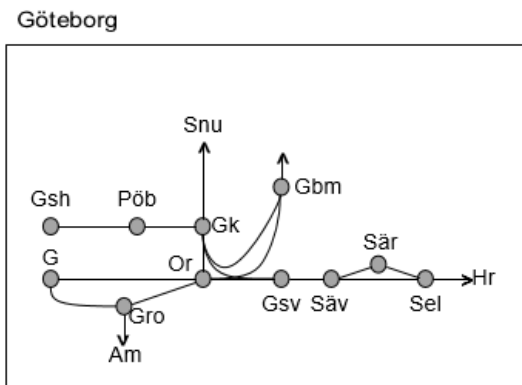 Göteborg
Snu
Gsh
Pöb
Gk
Gbm
G
Or
Sär
Hr
Gro
Gsv
Säv
Sel
Am